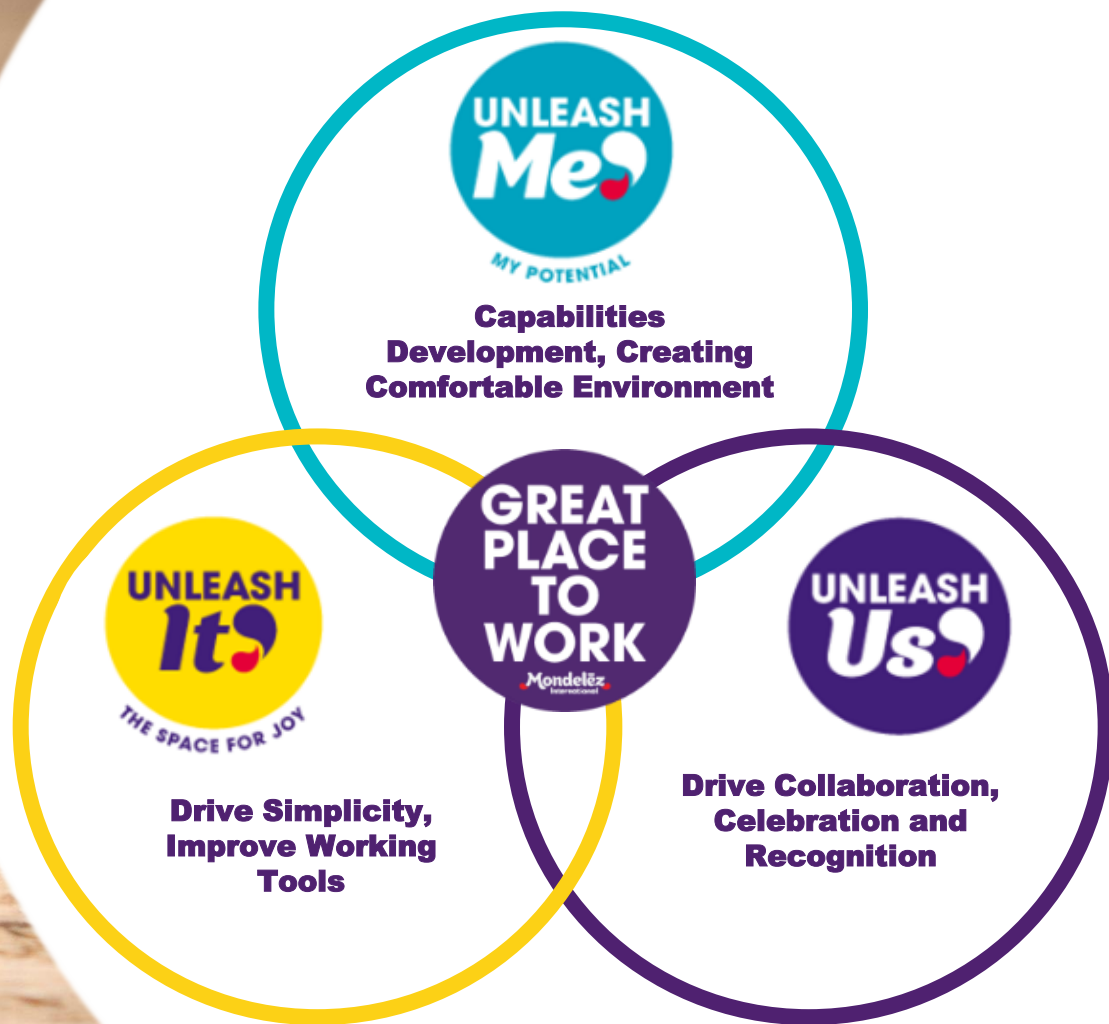 UNLEASH
Me
MY POTENTIAL
Capabilities
Development, Creating
Comfortable Environment
GREAT
PLACE
TO
WORK
Mondelēz
International
UNLEASH
It
THE SPACE FOR JOY
Drive Simplicity,
Improve Working
Tools
UNLEASH
Us
Drive Collaboration,
Celebration and
Recognition